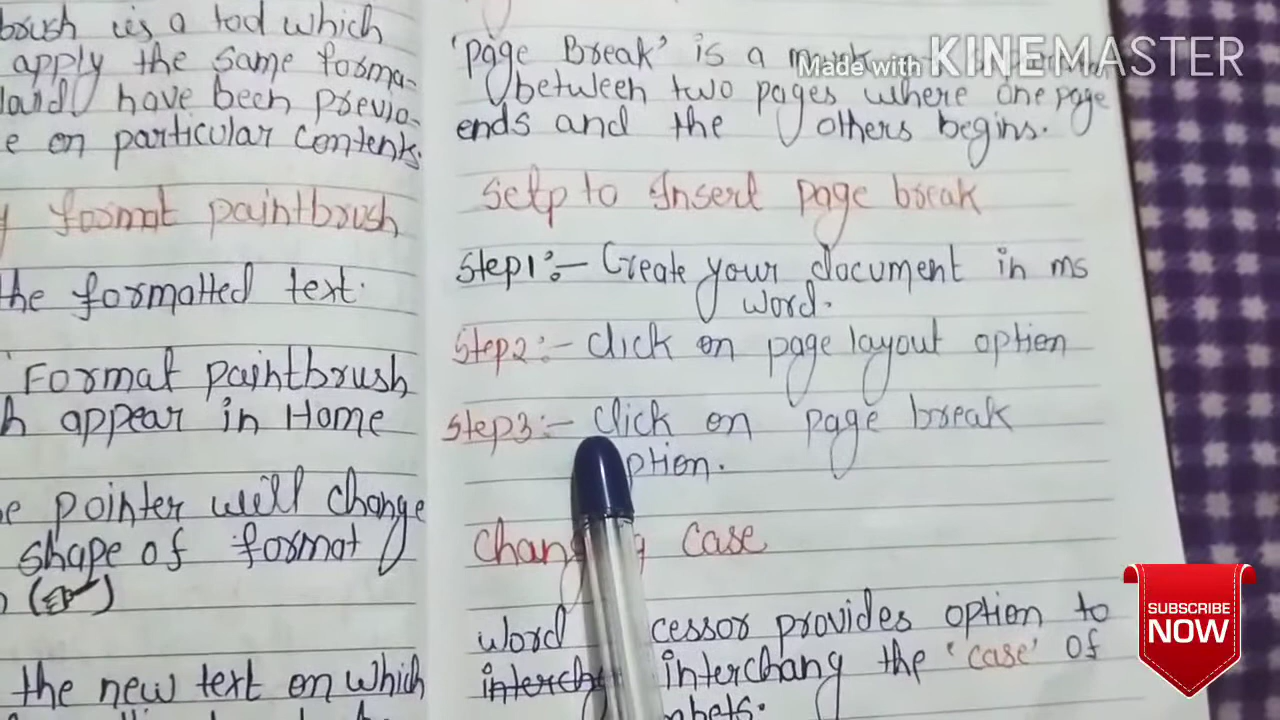 brush is a tool which
apply the same forma-
have been previo-
e on particular contents.
format paintbrush
the formatted text.
Format paintbrush
h appear in Home
e pointer will change
shape of format
the new text on which
'page Break' is a mark
between two pages where one page
ends and the others begins.
Setp to Insert page break
Step1:- Create your document in ms
word.
Step2:- Click on page layout option
Step3:- Click on page break
ption.
Chang g case
word cessor provides option to
interchang the 'case' of
Made with KINEMASTER
SUBSCRIBE
NOW